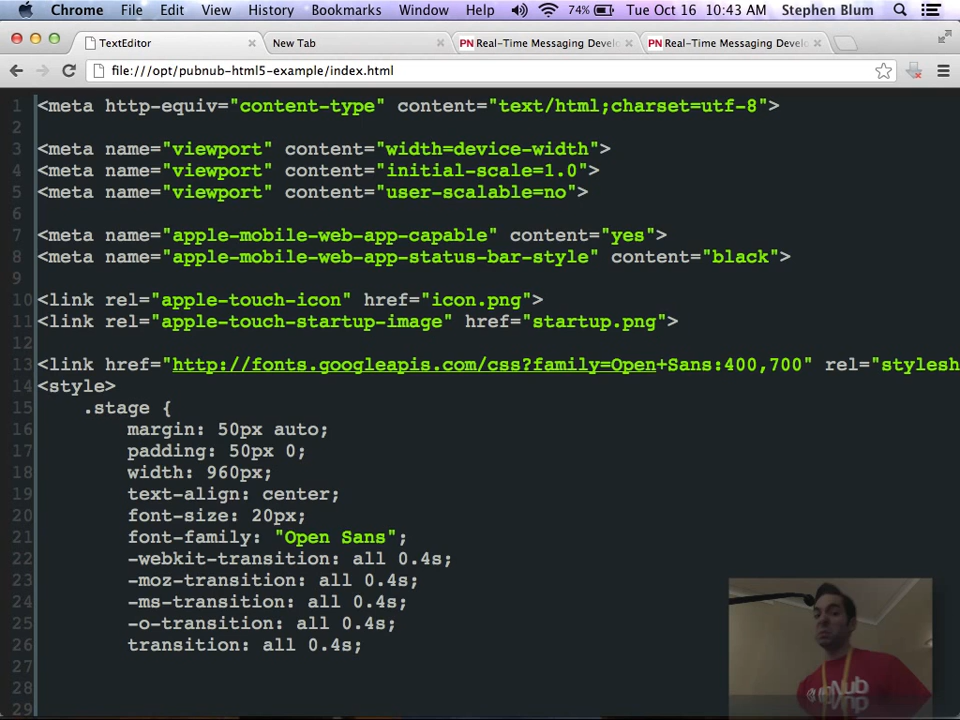 Chrome File Edit View History Bookmarks Window Help 74% Tue Oct 16 10:43 AM Stephen Blum
TextEditor New Tab PN Real-Time Messaging Devel PN Real-Time Messaging Devel
file:///opt/pubnub-html5-example/index.html
1 <meta http-equiv="content-type" content="text/html;charset=utf-8">
2
3 <meta name="viewport" content="width=device-width">
4 <meta name="viewport" content="initial-scale=1.0">
5 <meta name="viewport" content="user-scalable=no">
6
7 <meta name="apple-mobile-web-app-capable" content="yes">
8 <meta name="apple-mobile-web-app-status-bar-style" content="black">
9
10 <link rel="apple-touch-icon" href="icon.png">
11 <link rel="apple-touch-startup-image" href="startup.png">
12
13 <link href="http://fonts.googleapis.com/css?family=Open+Sans:400,700" rel="stylesh
14 <style>
15 .stage {
16 margin: 50px auto;
17 padding: 50px 0;
18 width: 960px;
19 text-align: center;
20 font-size: 20px;
21 font-family: "Open Sans";
22 -webkit-transition: all 0.4s;
23 -moz-transition: all 0.4s;
24 -ms-transition: all 0.4s;
25 -o-transition: all 0.4s;
26 transition: all 0.4s;
27
28
29